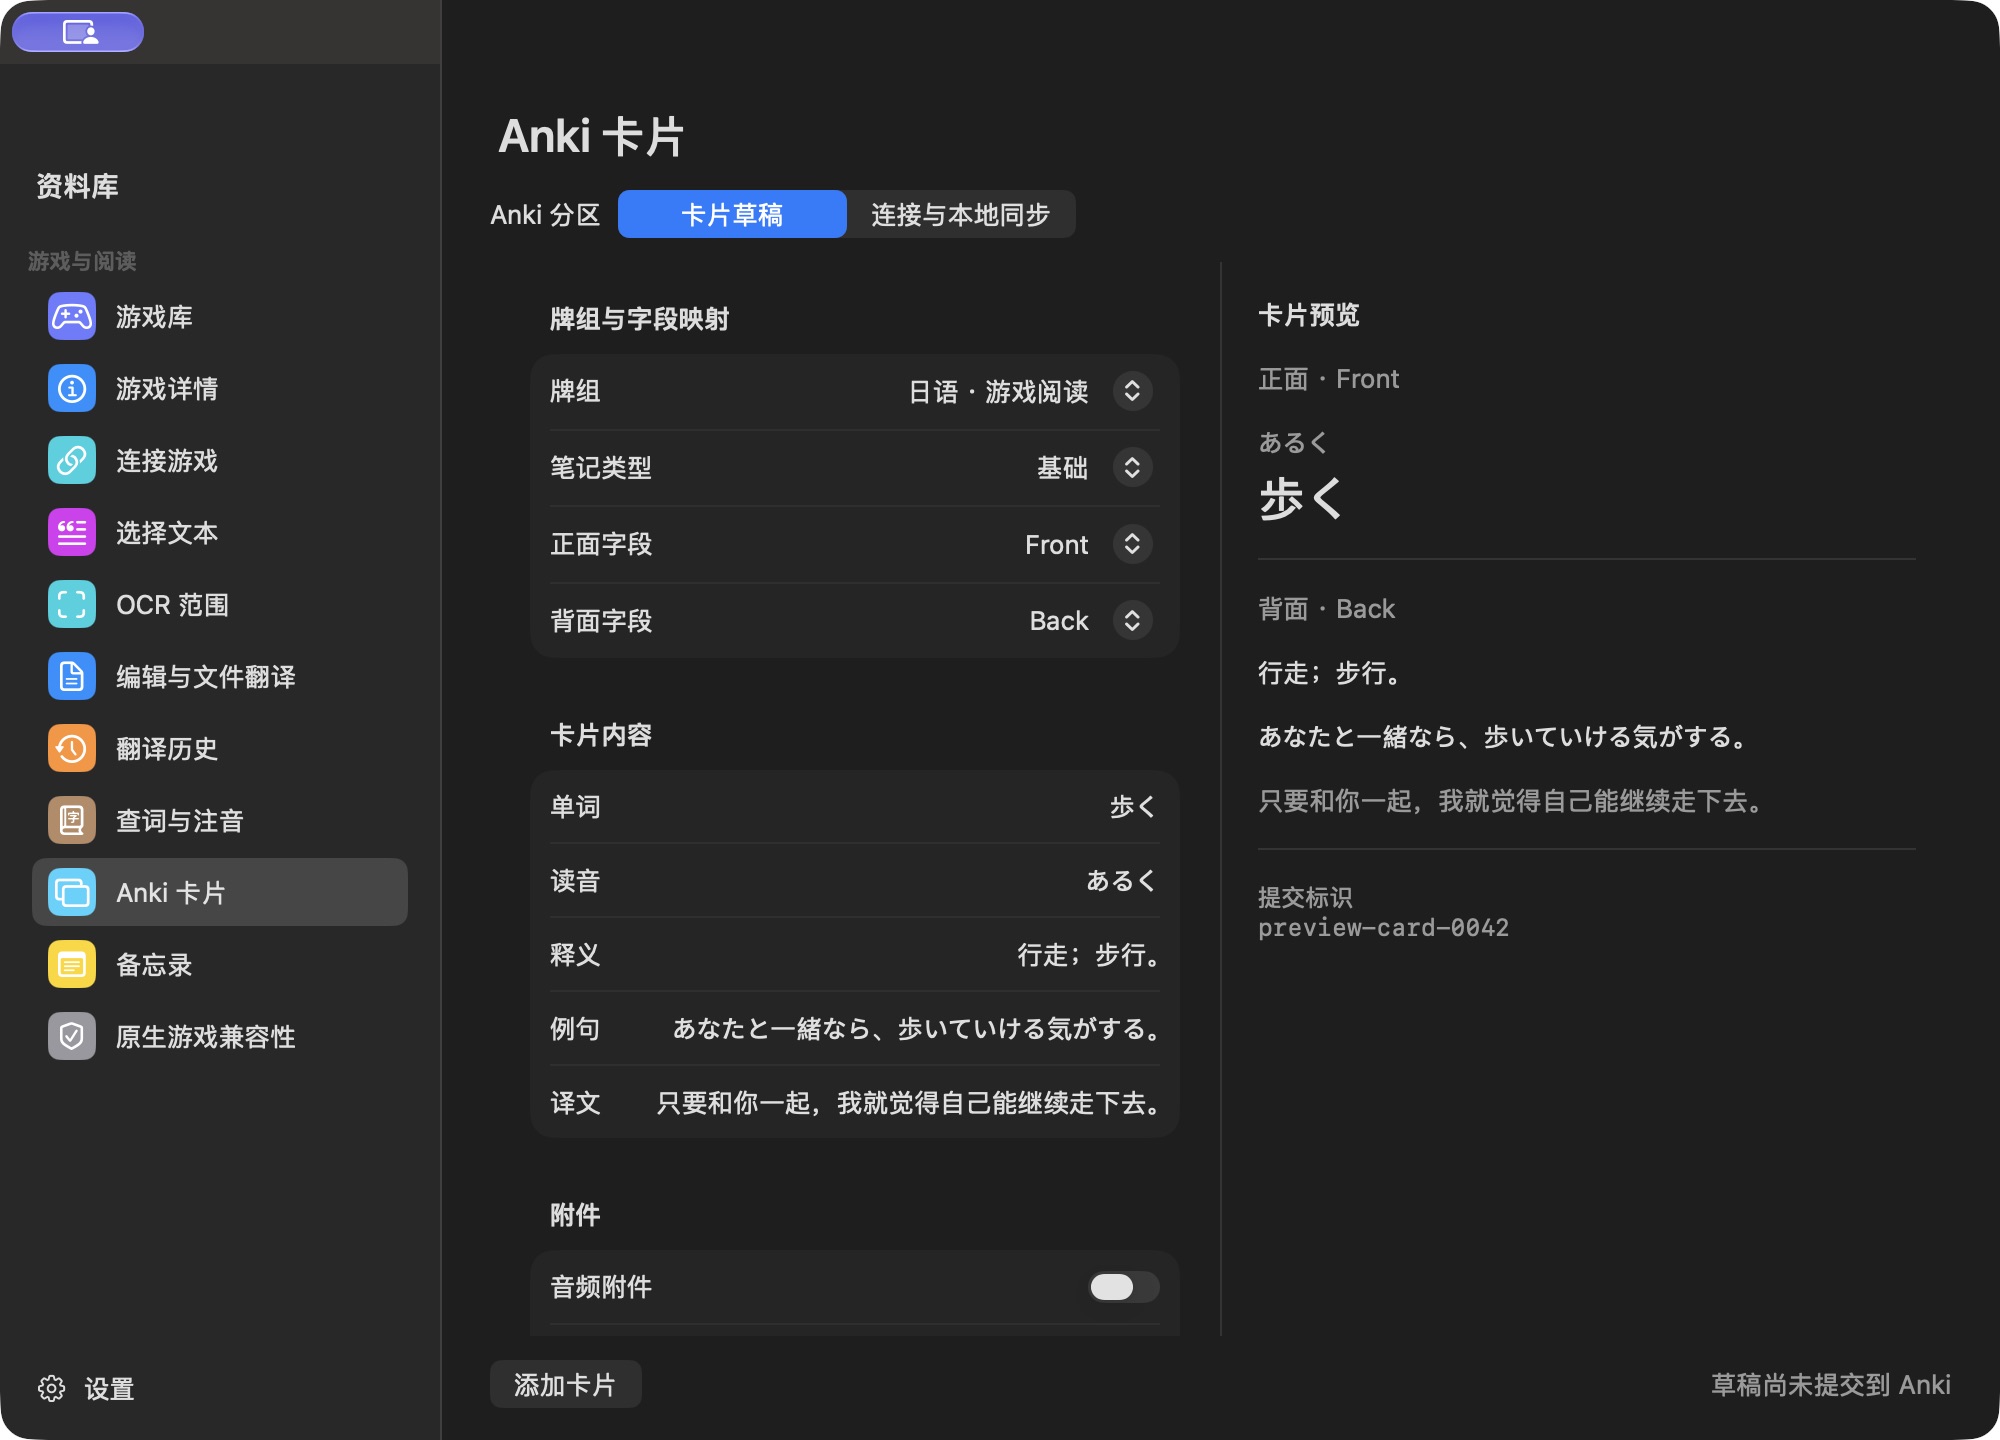 资料库
游戏与阅读
游戏库
游戏详情
连接游戏
选择文本
OCR 范围
编辑与文件翻译
翻译历史
字
查词与注音
Anki 卡片
备忘录
原生游戏兼容性
设置
Anki 卡片
Anki 分区 卡片草稿 连接与本地同步
牌组与字段映射
牌组 日语 · 游戏阅读
笔记类型 基础
正面字段 Front
背面字段 Back
卡片内容
单词 歩く
读音 あるく
释义 行走；步行。
例句 あなたと一緒なら、歩いていける気がする。
译文 只要和你一起，我就觉得自己能继续走下去。
附件
音频附件
添加卡片
卡片预览
正面 · Front
あるく
歩く
背面 · Back
行走；步行。
あなたと一緒なら、歩いていける気がする。
只要和你一起，我就觉得自己能继续走下去。
提交标识
preview-card-0042
草稿尚未提交到 Anki